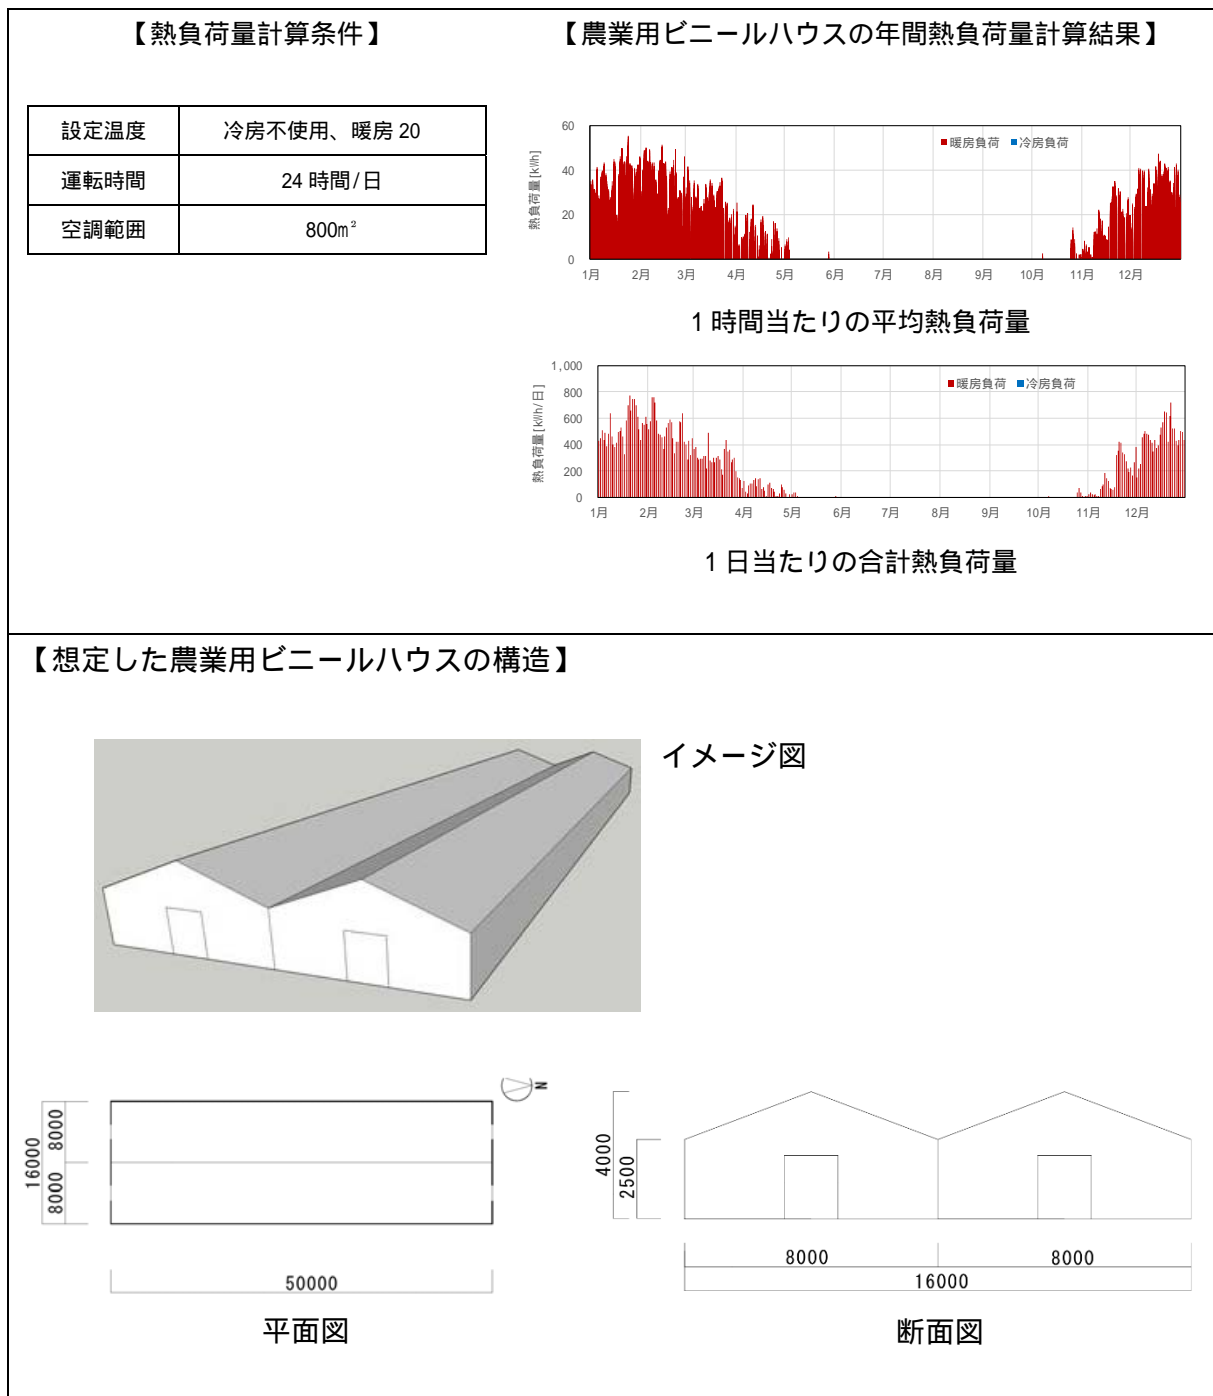 【熱負荷量計算条件】
【農業用ビニールハウスの年間熱負荷量計算結果】
設定温度 冷房不使用、暖房 20
運転時間 24 時間/日
空調範囲 800㎡
熱負荷量[kW/h]
60
40
20
0
■暖房負荷 ■冷房負荷
1月 2月 3月 4月 5月 6月 7月 8月 9月 10月 11月 12月
1 時間当たりの平均熱負荷量
熱負荷量[kW/h/日]
1,000
800
600
400
200
0
■暖房負荷 ■冷房負荷
1月 2月 3月 4月 5月 6月 7月 8月 9月 10月 11月 12月
1 日当たりの合計熱負荷量
【想定した農業用ビニールハウスの構造】
イメージ図
N
16000
8000
8000
50000
平面図
4000
2500
8000 8000
16000
断面図